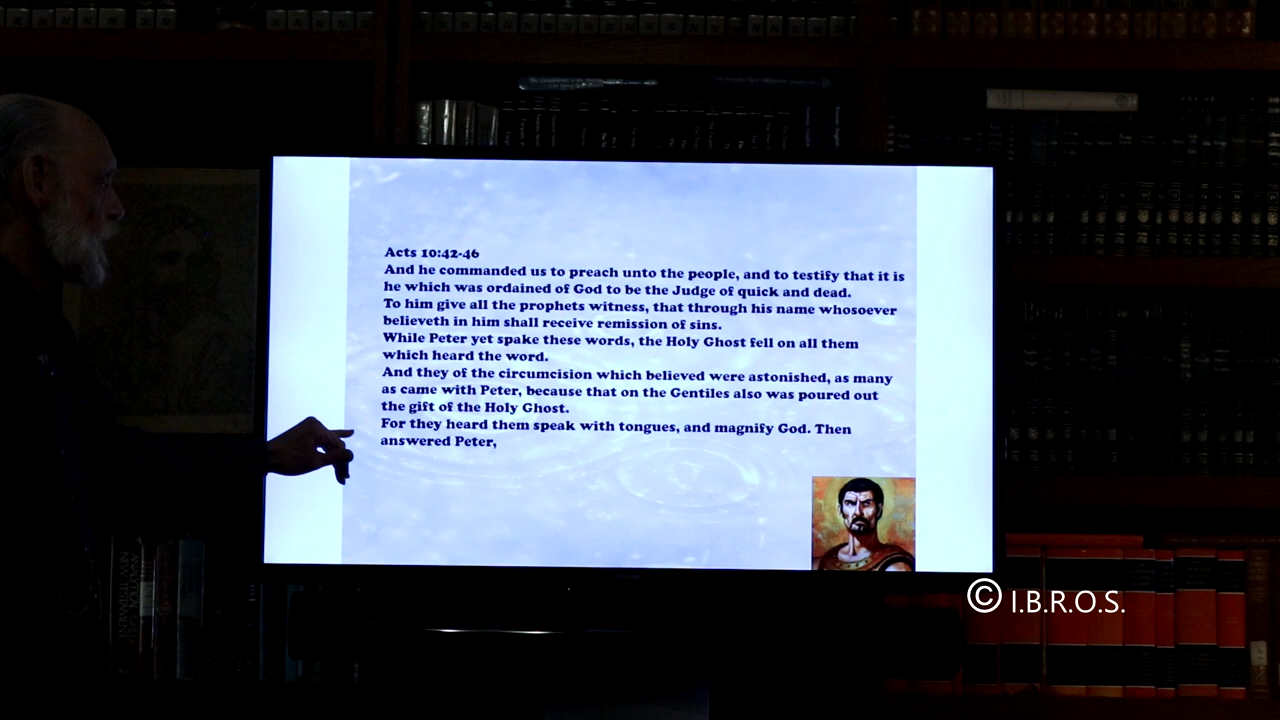 Acts 10:42-46
And he commanded us to preach unto the people, and to testify that it is
he which was ordained of God to be the Judge of quick and dead.
To him give all the prophets witness, that through his name whosoever
believeth in him shall receive remission of sins.
While Peter yet spake these words, the Holy Ghost fell on all them
which heard the word.
And they of the circumcision which believed were astonished, as many
as came with Peter, because that on the Gentiles also was poured out
the gift of the Holy Ghost.
For they heard them speak with tongues, and magnify God. Then
answered Peter,
© I.B.R.O.S.
NEW TESTAMENT